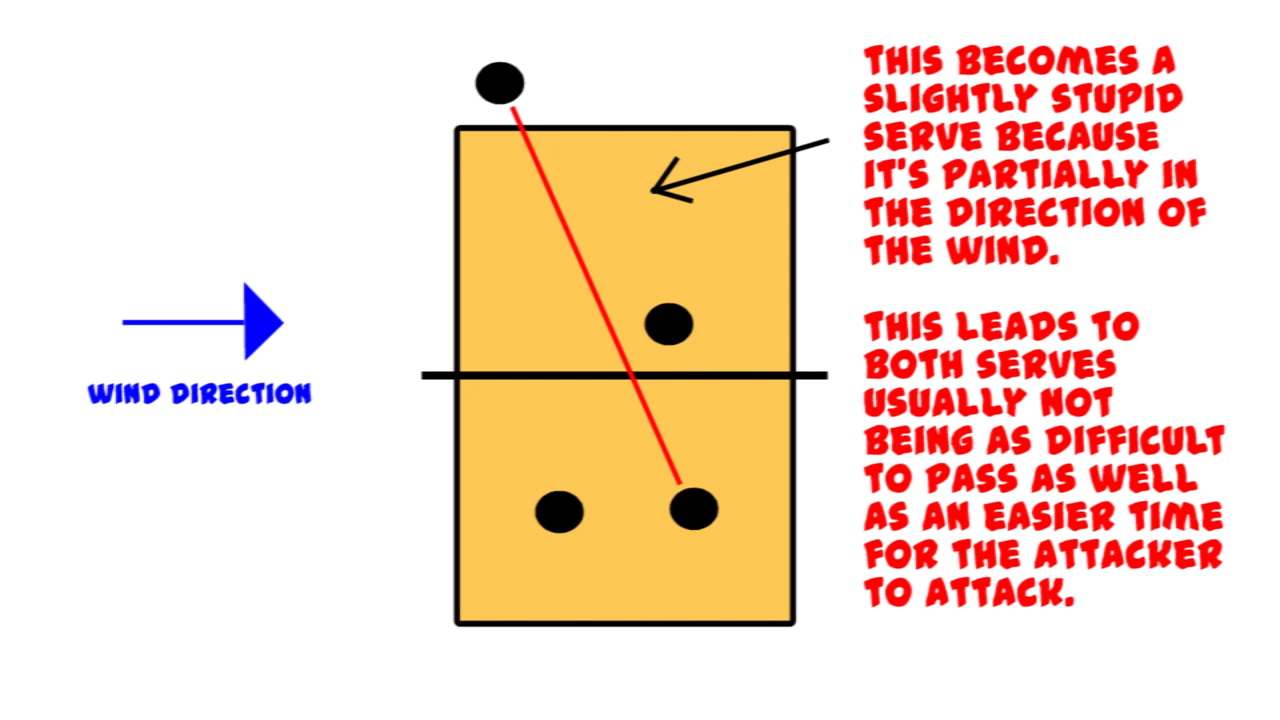 THIS BECOMES A
SLIGHTLY STUPID
SERVE BECAUSE
IT'S PARTIALLY IN
THE DIRECTION OF
THE WIND.
THIS LEADS TO
BOTH SERVES
USUALLY NOT
BEING AS DIFFICULT
TO PASS AS WELL
AS AN EASIER TIME
FOR THE ATTACKER
TO ATTACK.
WIND DIRECTION